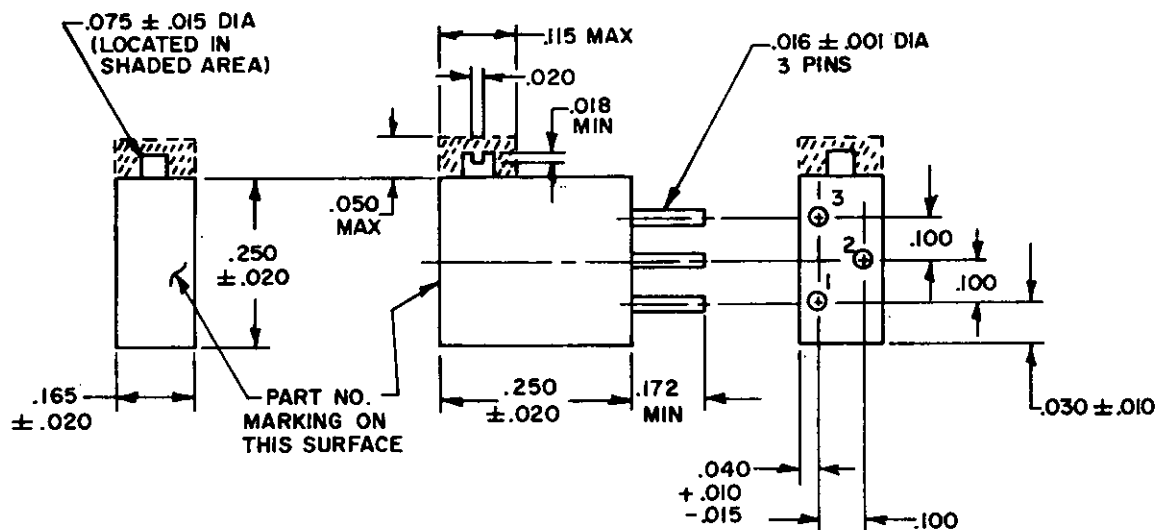 .075 ± .015 DIA
(LOCATED IN
SHADED AREA)
.115 MAX
.020
.018
MIN
.016 ± .001 DIA
3 PINS
.050
MAX
.250
± .020
3
2
1
.100
.100
.165
± .020
PART NO.
MARKING ON
THIS SURFACE
.250
± .020
.172
MIN
.030 ± .010
.040
+ .010
- .015
.100